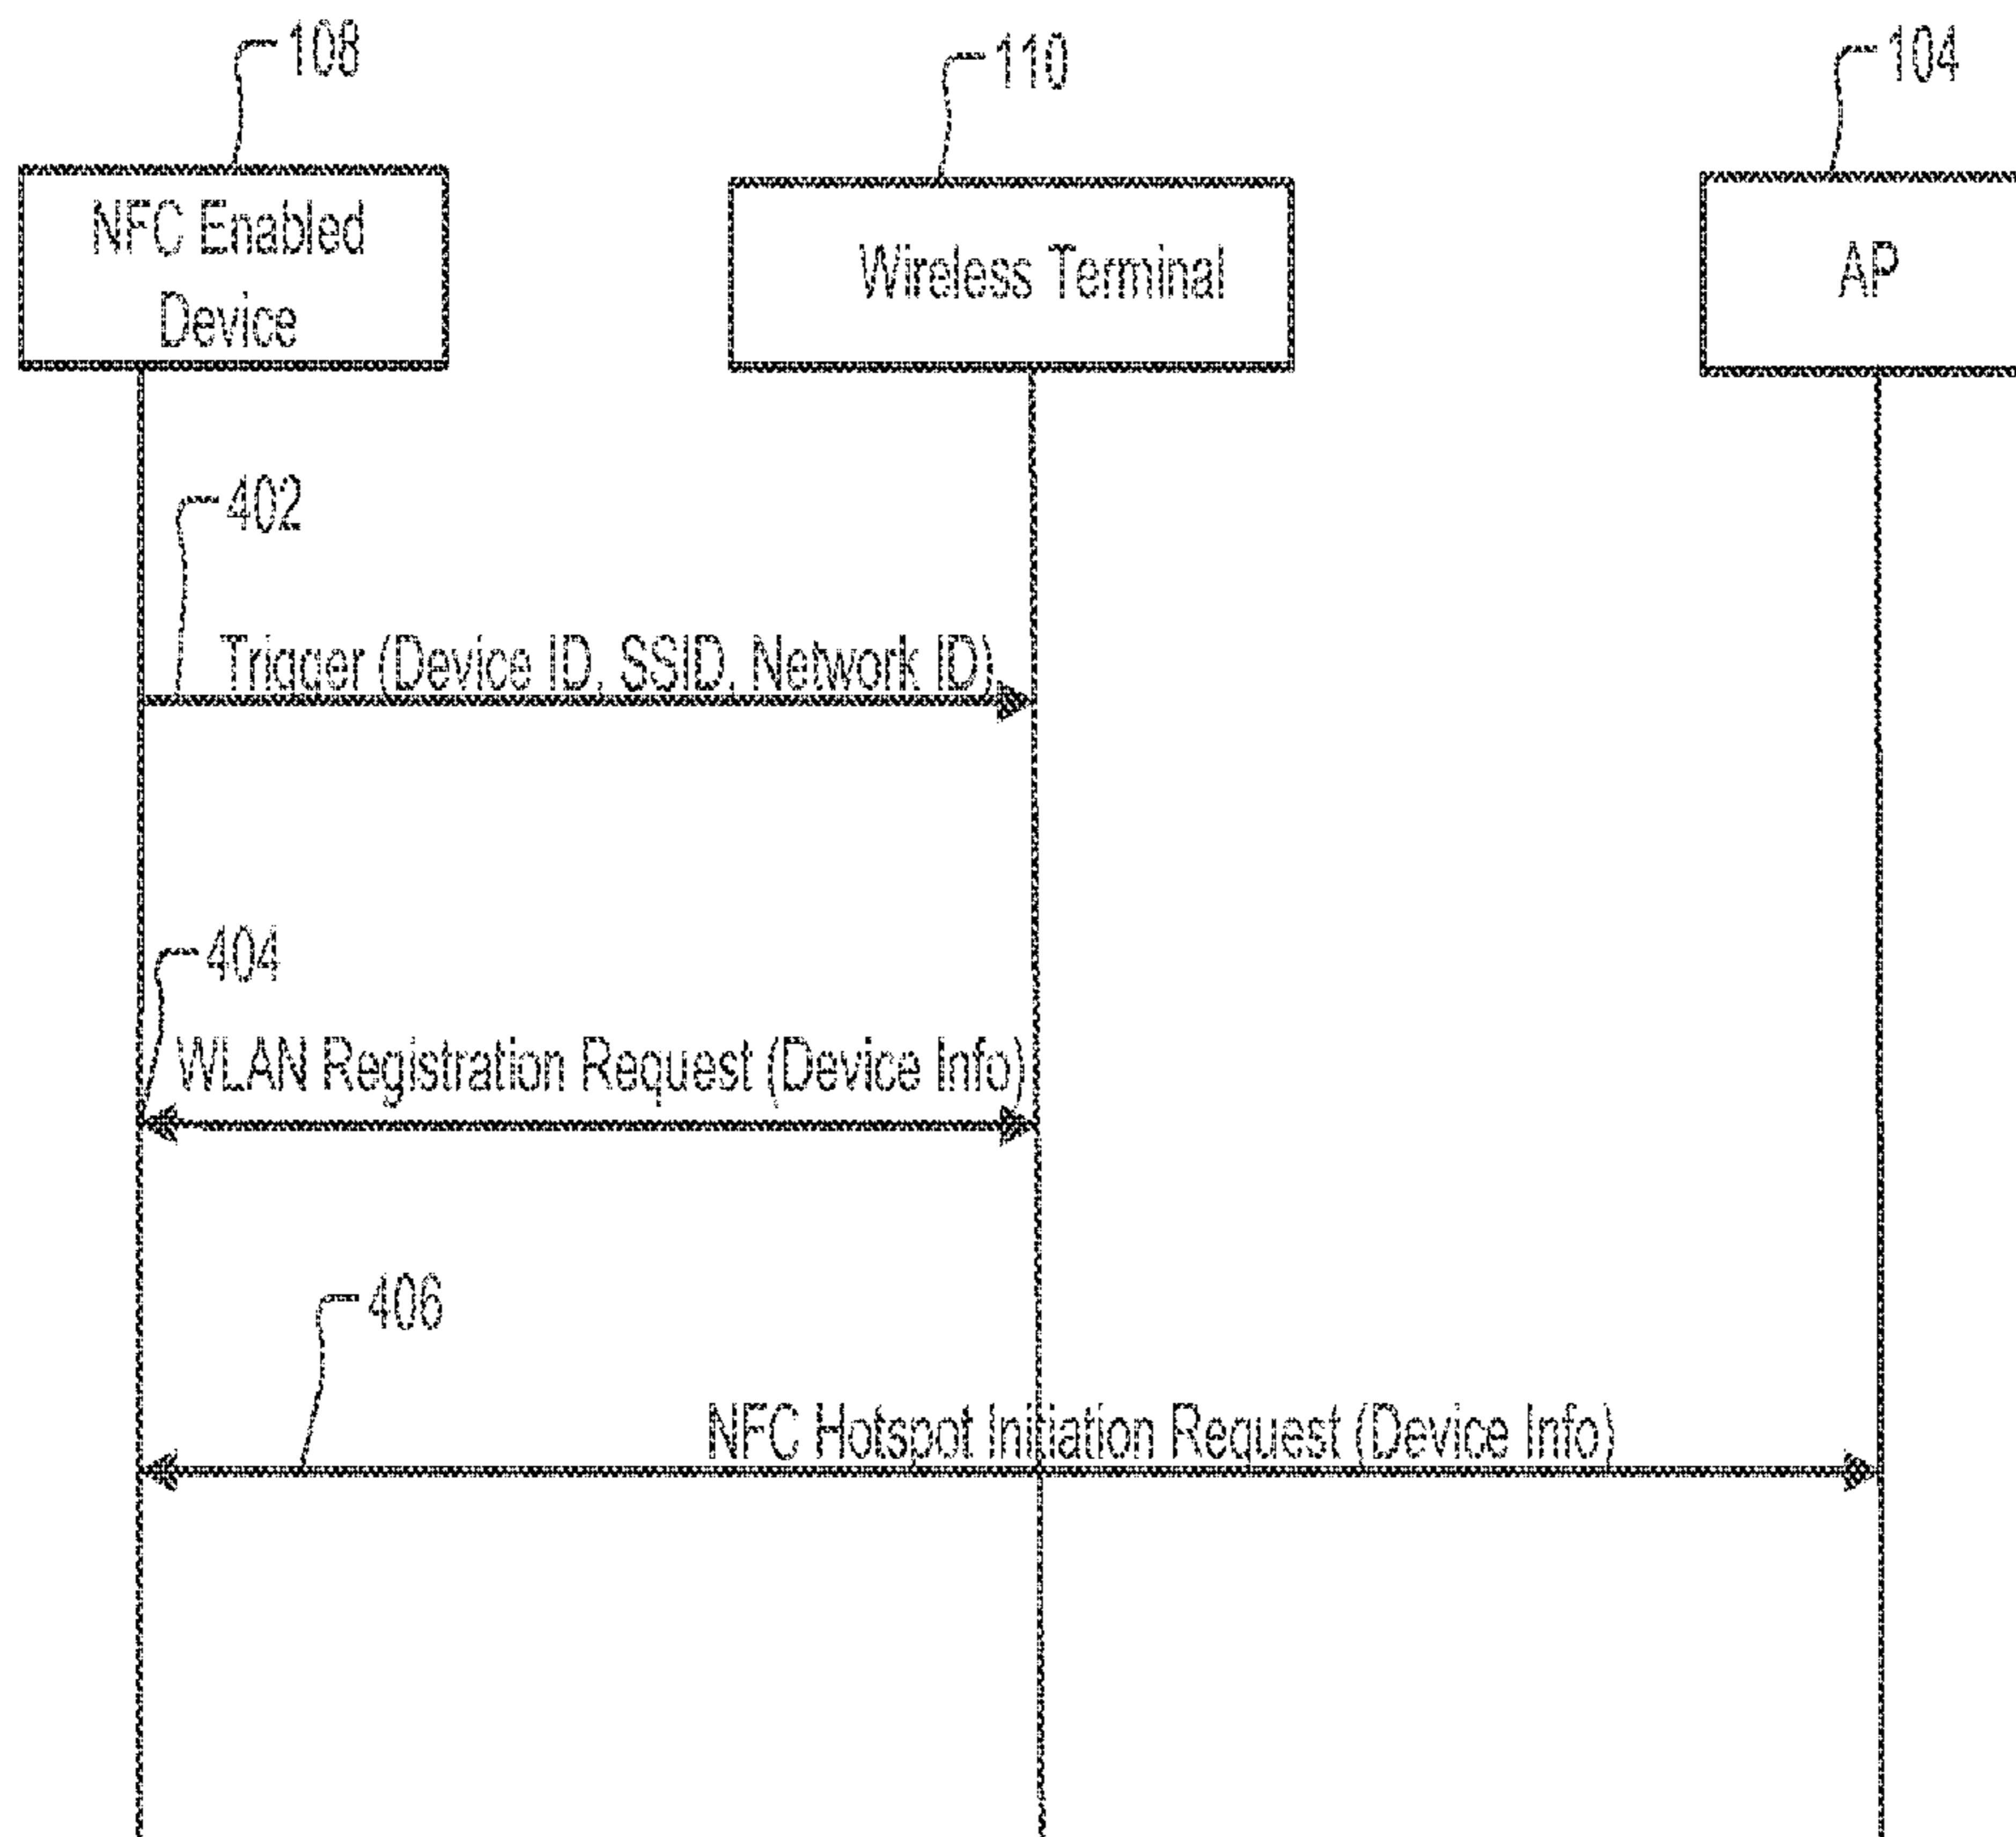 108
110
104
NFC Enabled
Device
Wireless Terminal
AP
402
Trigger (Device ID, SSID, Network ID)
404
WLAN Registration Request (Device Info)
406
NFC Hotspot Initiation Request (Device Info)